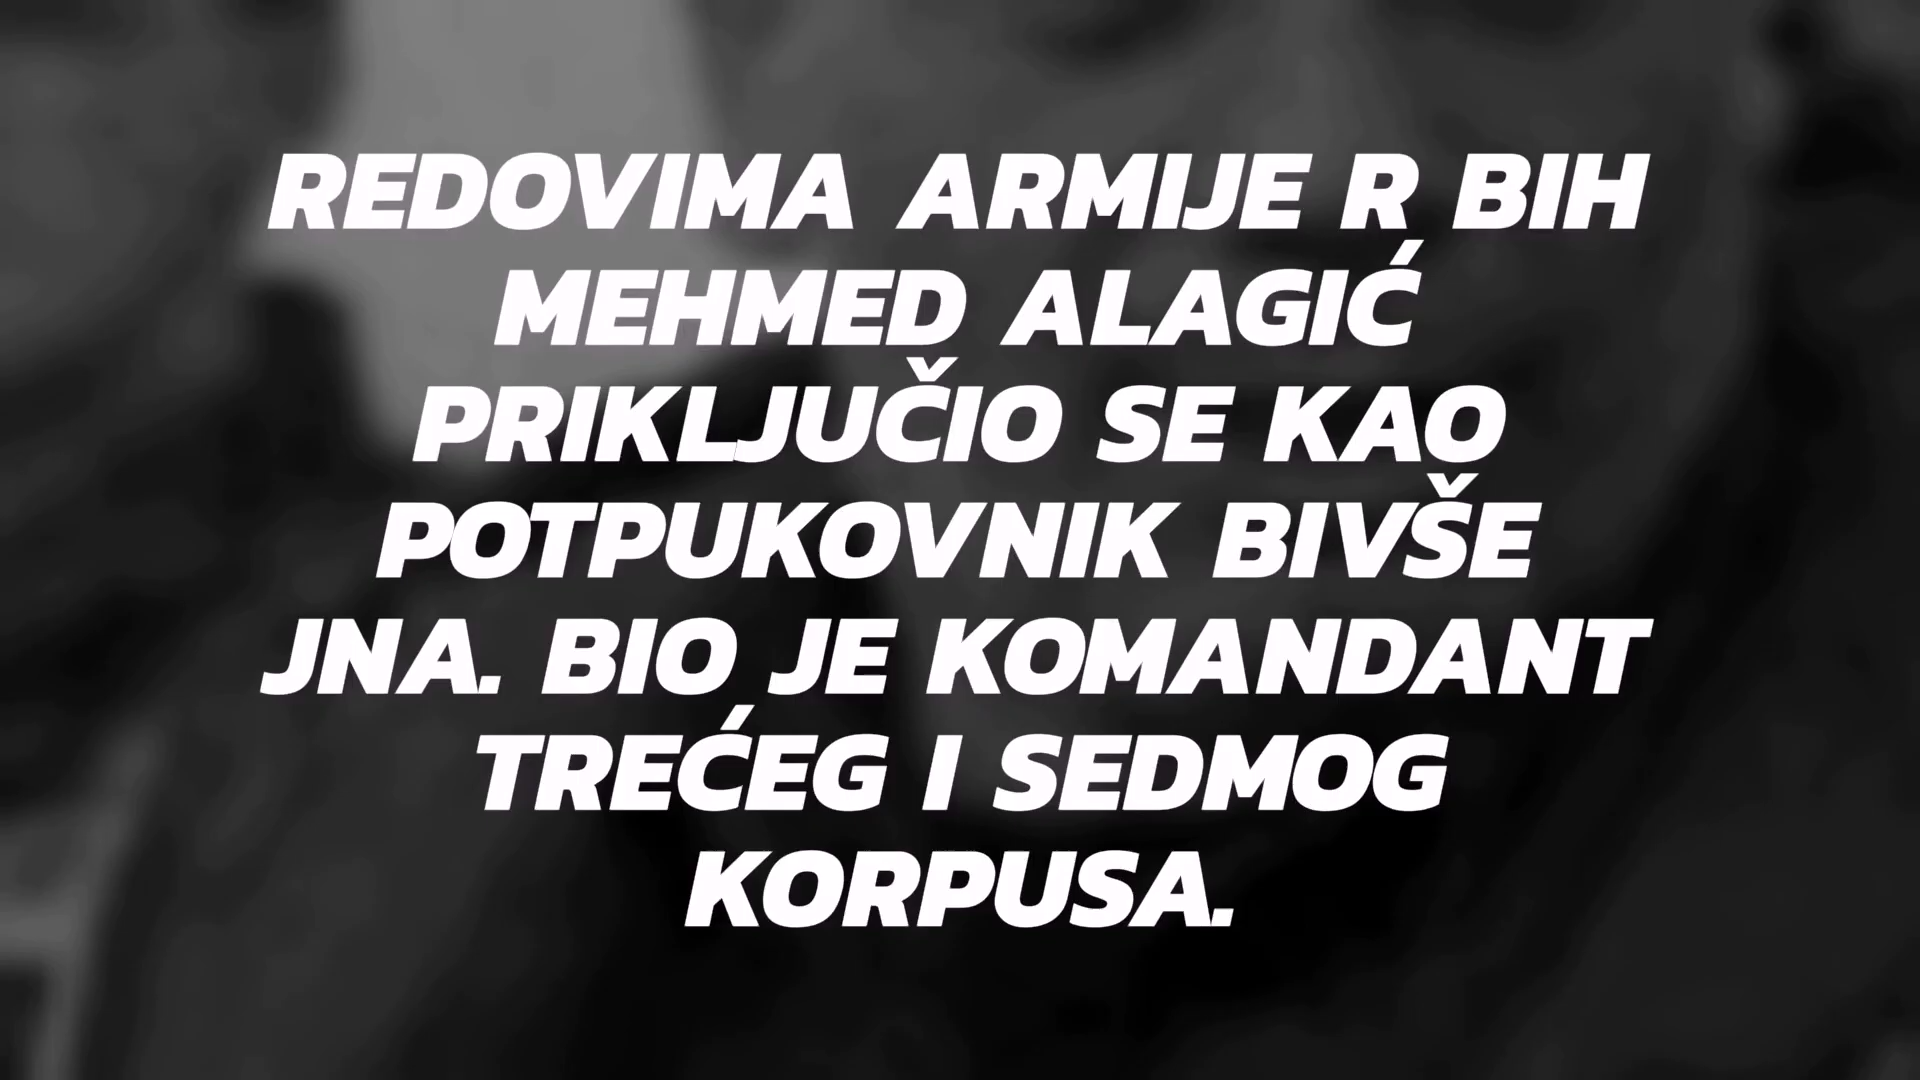 REDOVIMA ARMIJE R BIH
MEHMED ALAGIĆ
PRIKLJUČIO SE KAO
POTPUKOVNIK BIVŠE
JNA. BIO JE KOMANDANT
TREĆEG I SEDMOG
KORPUSA.